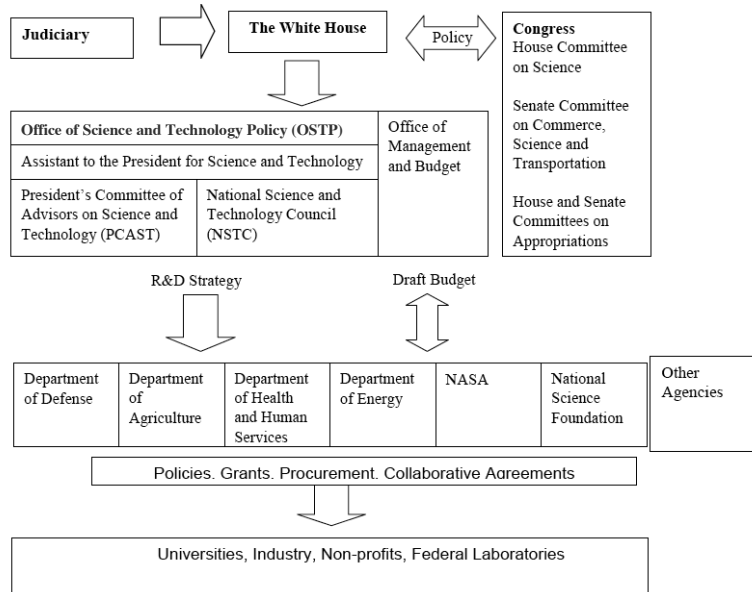 Judiciary
The White House
Policy
Congress
House Committee
on Science
Senate Committee
on Commerce,
Science and
Transportation
House and Senate
Committees on
Appropriations
Office of Science and Technology Policy (OSTP)
Assistant to the President for Science and Technology
President's Committee of
Advisors on Science and
Technology (PCAST)
National Science and
Technology Council
(NSTC)
Office of
Management
and Budget
R&D Strategy
Draft Budget
Department
of Defense
Department
of
Agriculture
Department
of Health
and Human
Services
Department
of Energy
NASA
National
Science
Foundation
Other
Agencies
Policies. Grants. Procurement. Collaborative Agreements
Universities, Industry, Non-profits, Federal Laboratories